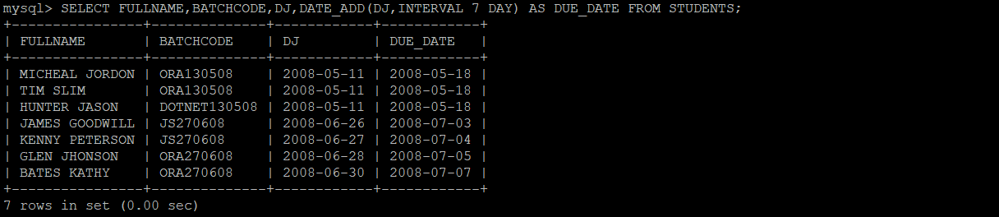 mysql> SELECT FULLNAME,BATCHCODE,DJ,DATE_ADD(DJ,INTERVAL 7 DAY) AS DUE_DATE FROM STUDENTS;
+----------------+--------------+------------+------------+
| FULLNAME       | BATCHCODE    | DJ         | DUE_DATE   |
+----------------+--------------+------------+------------+
| MICHEAL JORDON | ORA130508    | 2008-05-11 | 2008-05-18 |
| TIM SLIM       | ORA130508    | 2008-05-11 | 2008-05-18 |
| HUNTER JASON   | DOTNET130508 | 2008-05-11 | 2008-05-18 |
| JAMES GOODWILL | JS270608     | 2008-06-26 | 2008-07-03 |
| KENNY PETERSON | JS270608     | 2008-06-27 | 2008-07-04 |
| GLEN JHONSON   | ORA270608    | 2008-06-28 | 2008-07-05 |
| BATES KATHY    | ORA270608    | 2008-06-30 | 2008-07-07 |
+----------------+--------------+------------+------------+
7 rows in set (0.00 sec)